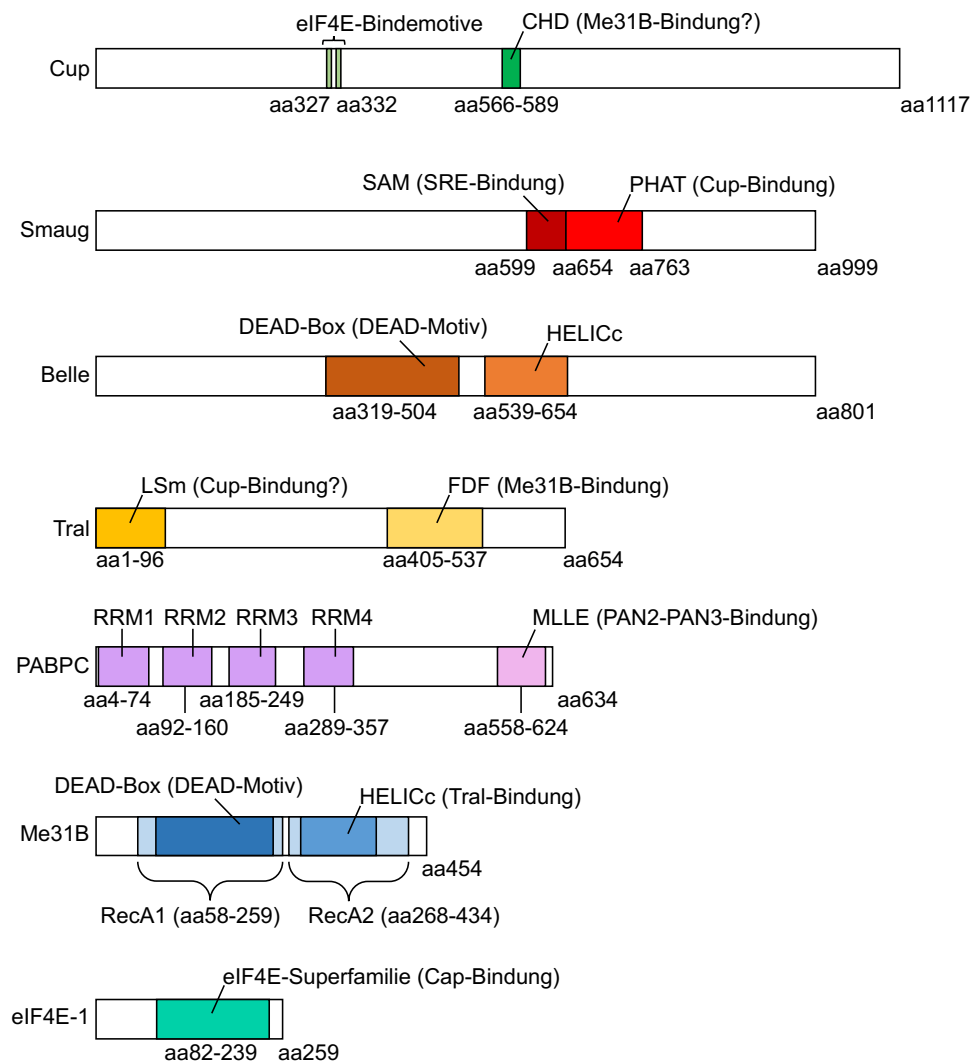 eIF4E-Bindemotive
CHD (Me31B-Bindung?)
Cup
aa327 aa332 aa566-589 aa1117
SAM (SRE-Bindung) PHAT (Cup-Bindung)
Smaug
aa599 aa654 aa763 aa999
DEAD-Box (DEAD-Motiv) HELICc
Belle
aa319-504 aa539-654 aa801
LSm (Cup-Bindung?) FDF (Me31B-Bindung)
Tral
aa1-96 aa405-537 aa654
RRM1 RRM2 RRM3 RRM4 MLLE (PAN2-PAN3-Bindung)
PABPC
aa4-74 aa185-249 aa634
aa92-160 aa289-357 aa558-624
DEAD-Box (DEAD-Motiv)
HELICc (Tral-Bindung)
Me31B
aa454
RecA1 (aa58-259) RecA2 (aa268-434)
eIF4E-Superfamilie (Cap-Bindung)
eIF4E-1
aa82-239 aa259